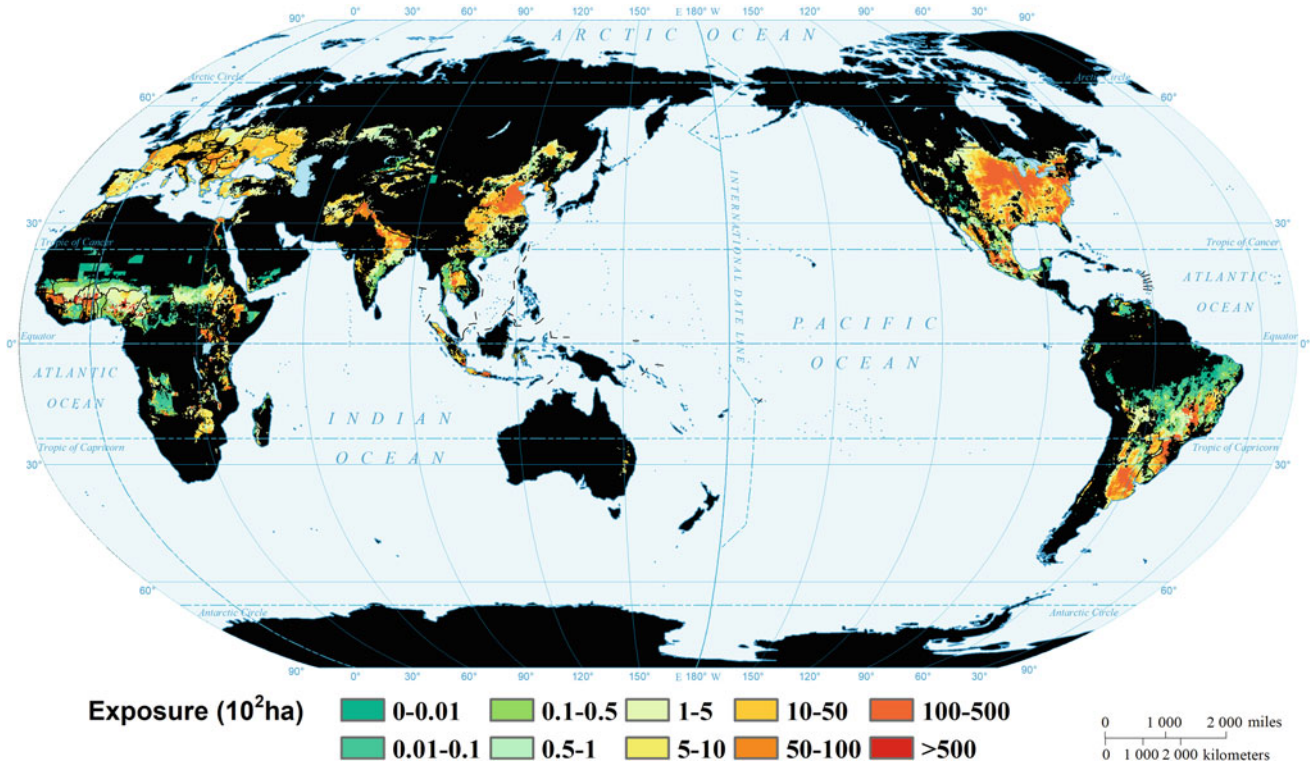 90° 0° 30° 60° 90° 120° 150° E 180° W 150° 120° 90° 60° 30° 0° 90°
ARCTIC OCEAN
Arctic Circle Arctic Circle
60° 60°
INTERNATIONAL DATE LINE
30° 30°
Tropic of Cancer Tropic of Cancer
ATLANTIC
OCEAN
PACIFIC
OCEAN
Equator Equator
0° 0°
ATLANTIC
OCEAN
INDIAN
OCEAN
Tropic of Capricorn Tropic of Capricorn
30° 30°
60° 60°
Antarctic Circle Antarctic Circle
90° 0° 30° 60° 90° 120° 150° E 180° W 150° 120° 90° 60° 30° 0° 90°
Exposure (10²ha)
0-0.01 0.1-0.5 1-5 10-50 100-500
0.01-0.1 0.5-1 5-10 50-100 >500
0 1 000 2 000 miles
0 1 000 2 000 kilometers